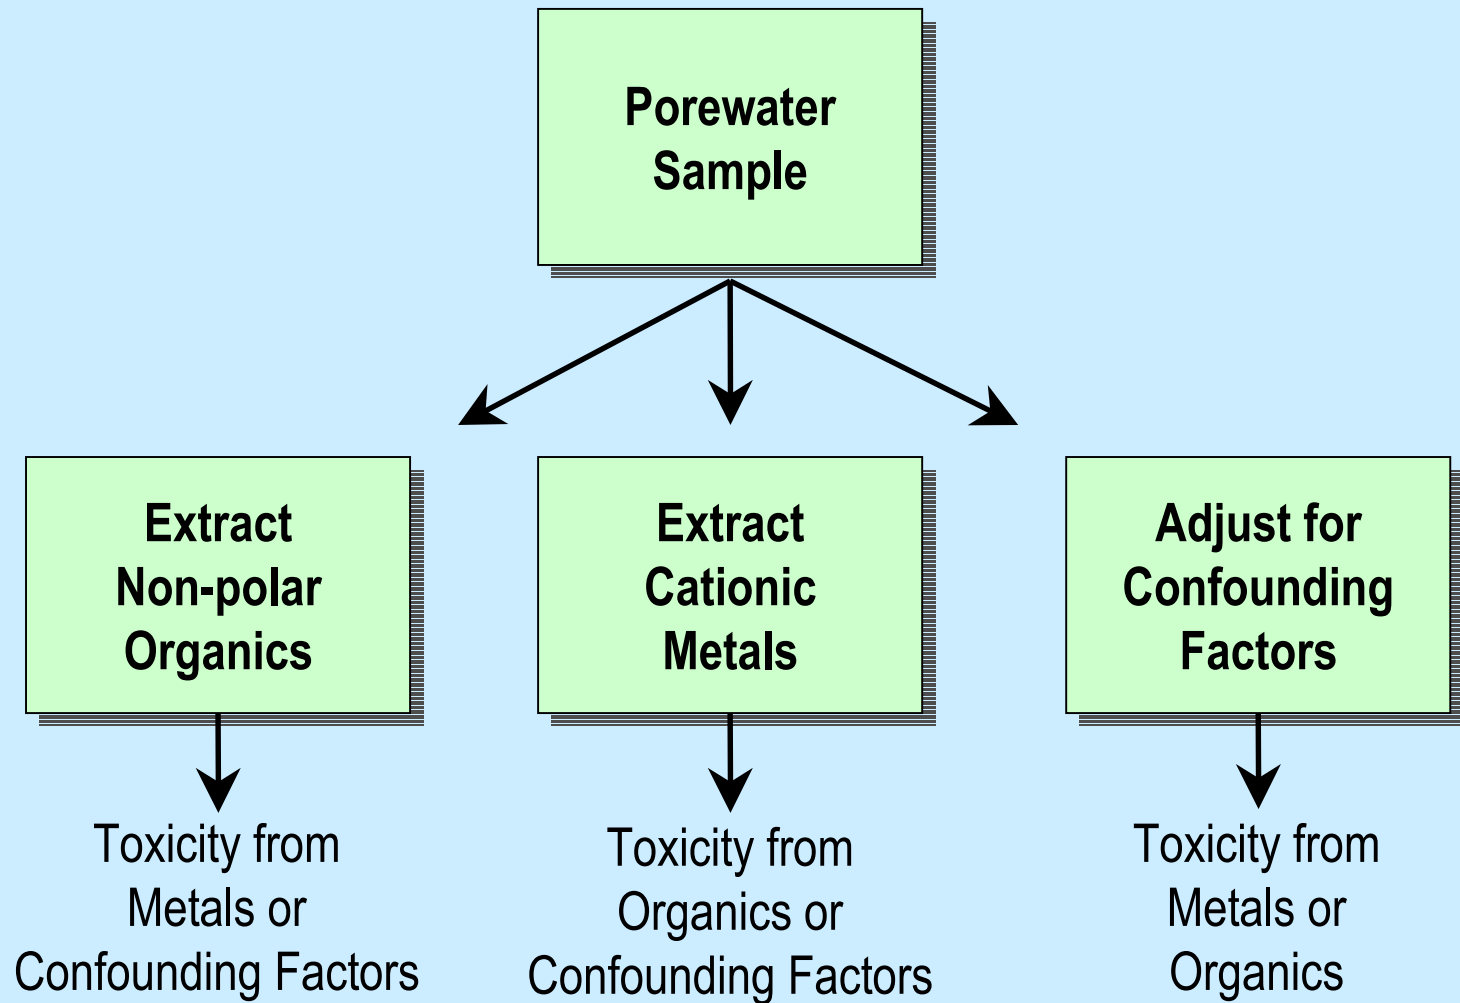 Porewater
Sample
Extract
Non-polar
Organics
Extract
Cationic
Metals
Adjust for
Confounding
Factors
Toxicity from
Metals or
Confounding Factors
Toxicity from
Organics or
Confounding Factors
Toxicity from
Metals or
Organics